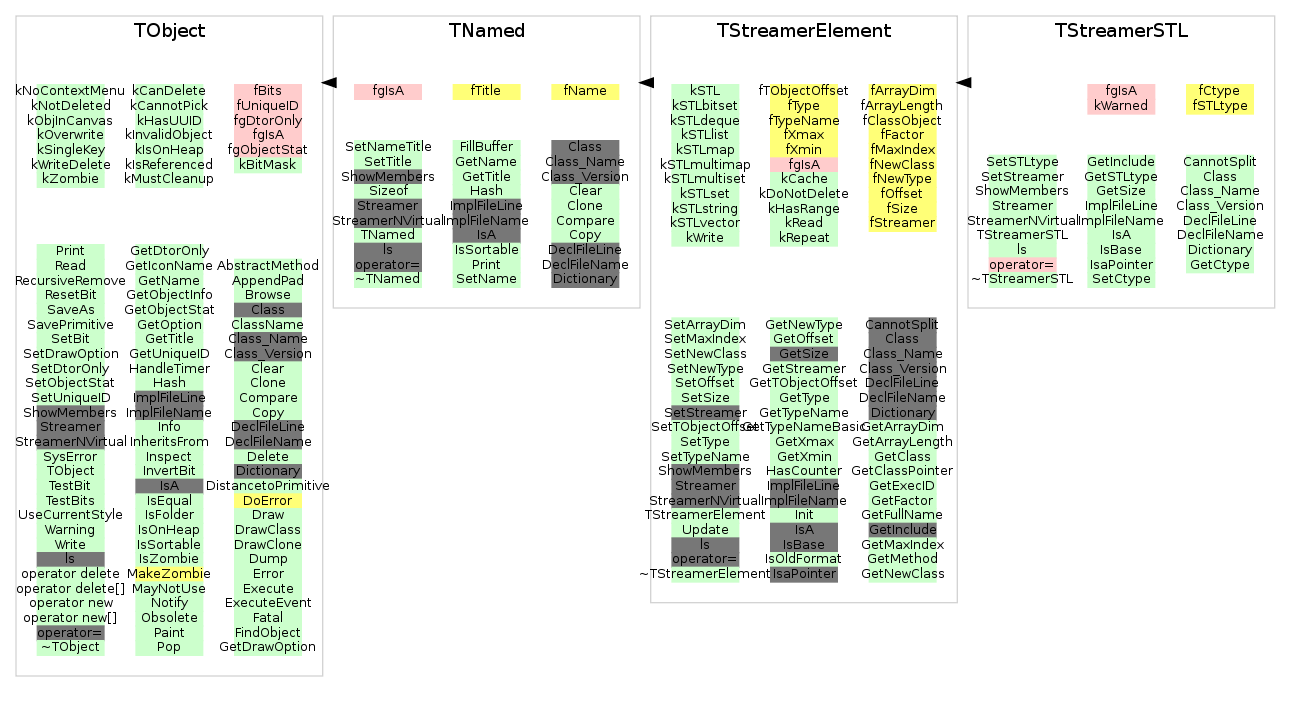 TObject
kNoContextMenu kCanDelete fBits
kNotDeleted kCannotPick fUniqueID
kObjInCanvas kHasUUID fgDtorOnly
kOverwrite kInvalidObject fgIsA
kSingleKey kIsOnHeap fgObjectStat
kWriteDelete kIsReferenced kBitMask
kZombie kMustCleanup
Print GetDtorOnly
Read GetIconName AbstractMethod
RecursiveRemove GetName AppendPad
ResetBit GetObjectInfo Browse
SaveAs GetObjectStat Class
SavePrimitive GetOption ClassName
SetBit GetTitle Class_Name
SetDrawOption GetUniqueID Class_Version
SetDtorOnly HandleTimer Clear
SetObjectStat Hash Clone
SetUniqueID ImplFileLine Compare
ShowMembers ImplFileName Copy
Streamer Info DeclFileLine
StreamerNVirtual InheritsFrom DeclFileName
SysError Inspect Delete
TObject InvertBit Dictionary
TestBit IsA DistancetoPrimitive
TestBits IsEqual DoError
UseCurrentStyle IsFolder Draw
Warning IsOnHeap DrawClass
Write IsSortable DrawClone
ls IsZombie Dump
operator delete MakeZombie Error
operator delete[] MayNotUse Execute
operator new Notify ExecuteEvent
operator new[] Obsolete Fatal
operator= Paint FindObject
~TObject Pop GetDrawOption
TNamed
fgIsA fTitle fName
SetNameTitle FillBuffer Class
SetTitle GetName Class_Name
ShowMembers GetTitle Class_Version
Sizeof Hash Clear
Streamer ImplFileLine Clone
StreamerNVirtual ImplFileName Compare
TNamed IsA Copy
ls IsSortable DeclFileLine
operator= Print DeclFileName
~TNamed SetName Dictionary
TStreamerElement
kSTL fTObjectOffset fArrayDim
kSTLbitset fType fArrayLength
kSTLdeque fTypeName fClassObject
kSTLlist fXmax fFactor
kSTLmap fXmin fMaxIndex
kSTLmultimap fgIsA fNewClass
kSTLmultiset kCache fNewType
kSTLset kDoNotDelete fOffset
kSTLstring kHasRange fSize
kSTLvector kRead fStreamer
kWrite kRepeat
SetArrayDim GetNewType CannotSplit
SetMaxIndex GetOffset Class
SetNewClass GetSize Class_Name
SetNewType GetStreamer Class_Version
SetOffset GetTObjectOffset DeclFileLine
SetSize GetType DeclFileName
SetStreamer GetTypeName Dictionary
SetTObjectOffset GetTypeNameBasic GetArrayDim
SetType GetXmax GetArrayLength
SetTypeName GetXmin GetClass
ShowMembers HasCounter GetClassPointer
Streamer ImplFileLine GetExecID
StreamerNVirtual ImplFileName GetFactor
TStreamerElement Init GetFullName
Update IsA GetInclude
ls IsBase GetMaxIndex
operator= IsOldFormat GetMethod
~TStreamerElement IsaPointer GetNewClass
TStreamerSTL
fgIsA fCtype
kWarned fSTLtype
SetSTLtype GetInclude CannotSplit
SetStreamer GetSTLtype Class
ShowMembers GetSize Class_Name
Streamer ImplFileLine Class_Version
StreamerNVirtual ImplFileName DeclFileLine
TStreamerSTL IsA DeclFileName
ls IsBase Dictionary
operator= IsaPointer GetCtype
~TStreamerSTL SetCtype